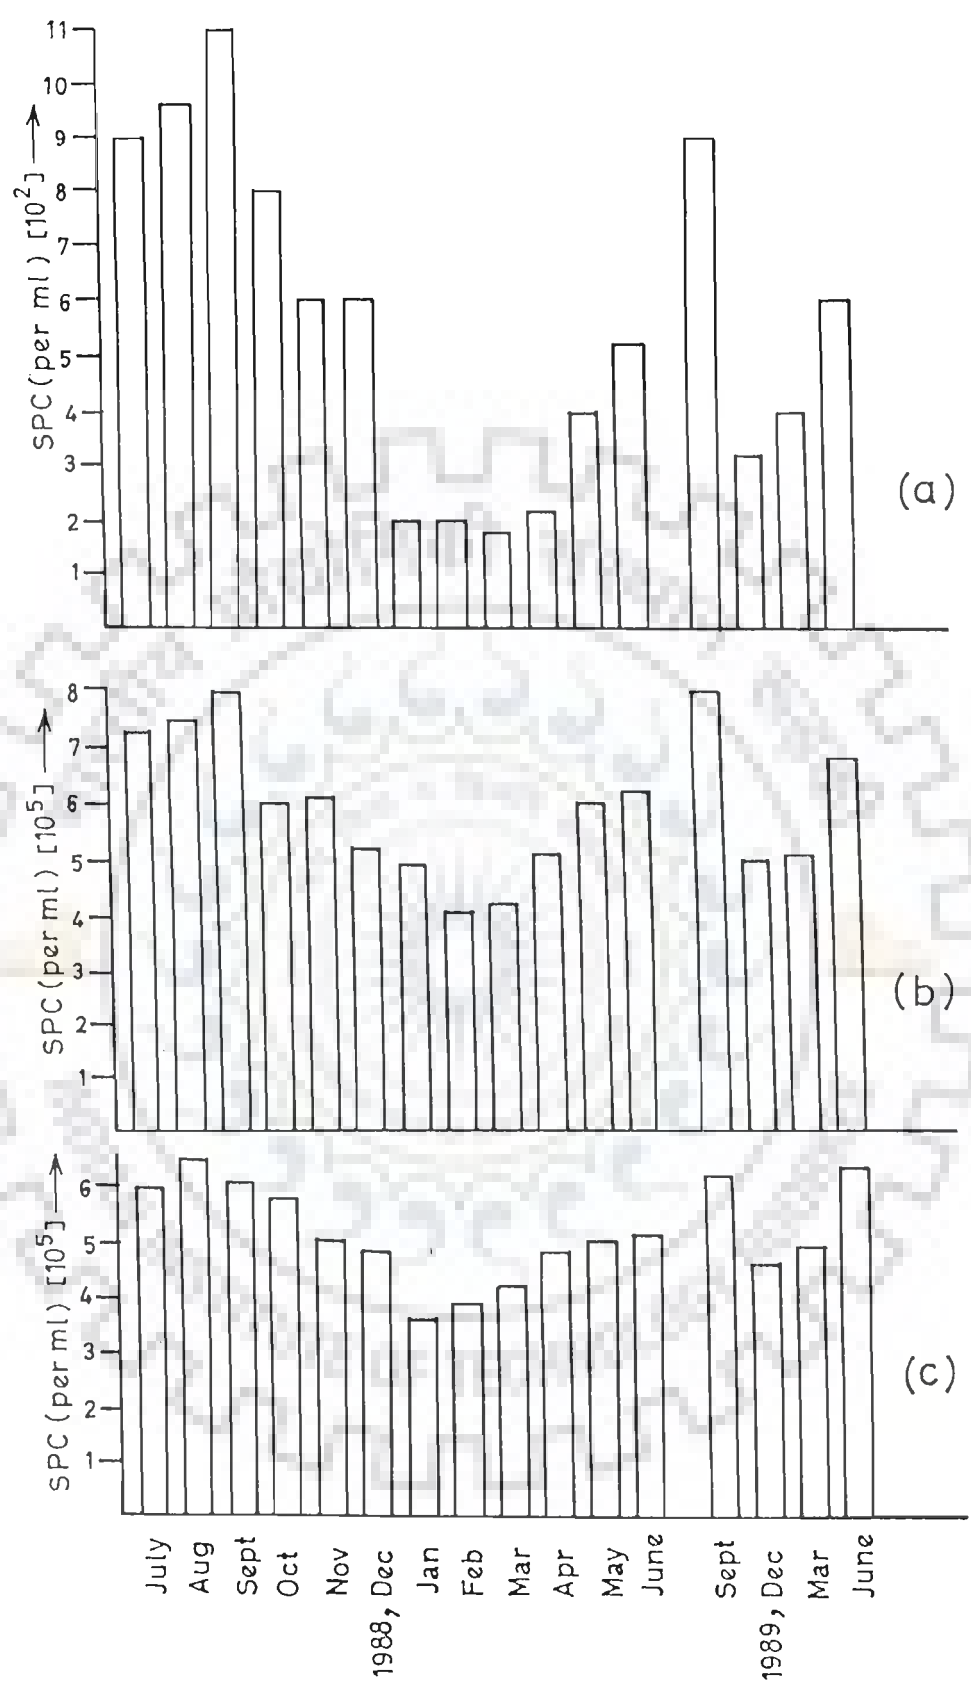 11
10
9
8
7
6
5
4
3
2
1
SPC (per ml) [10²]
(a)
8
7
6
5
4
3
2
1
SPC (per ml) [10⁵]
(b)
6
5
4
3
2
1
SPC (per ml) [10⁵]
(c)
July
Aug
Sept
Oct
Nov
1988, Dec
Jan
Feb
Mar
Apr
May
June
Sept
1989, Dec
Mar
June